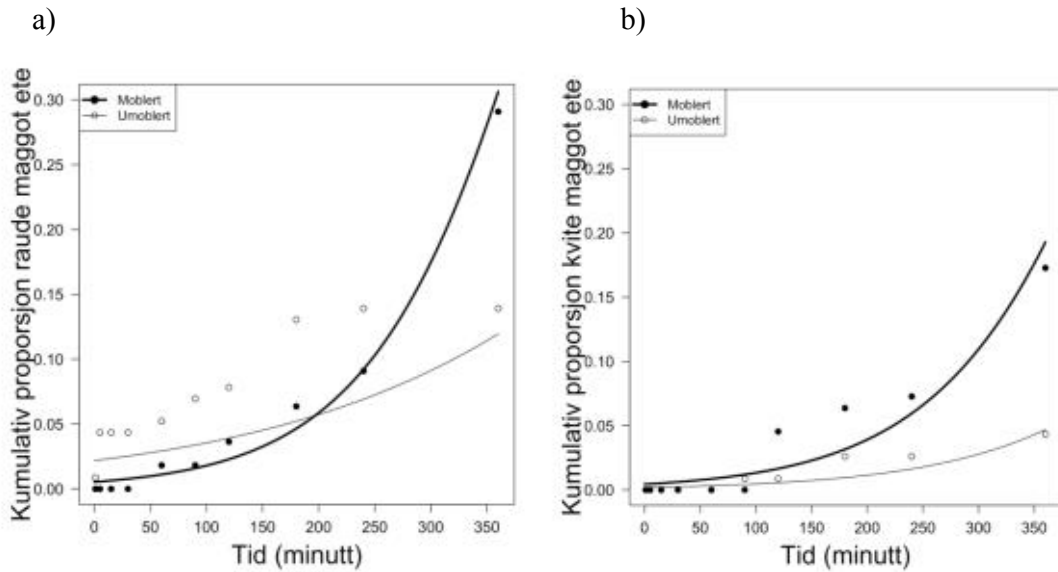 a)
Kumulativ proporsjon raude maggot ete
0.30
0.25
0.20
0.15
0.10
0.05
0.00
Moblert
Umoblert
0 50 100 150 200 250 300 350
Tid (minutt)
b)
Kumulativ proporsjon kvite maggot ete
0.30
0.25
0.20
0.15
0.10
0.05
0.00
Moblert
Umoblert
0 50 100 150 200 250 300 350
Tid (minutt)